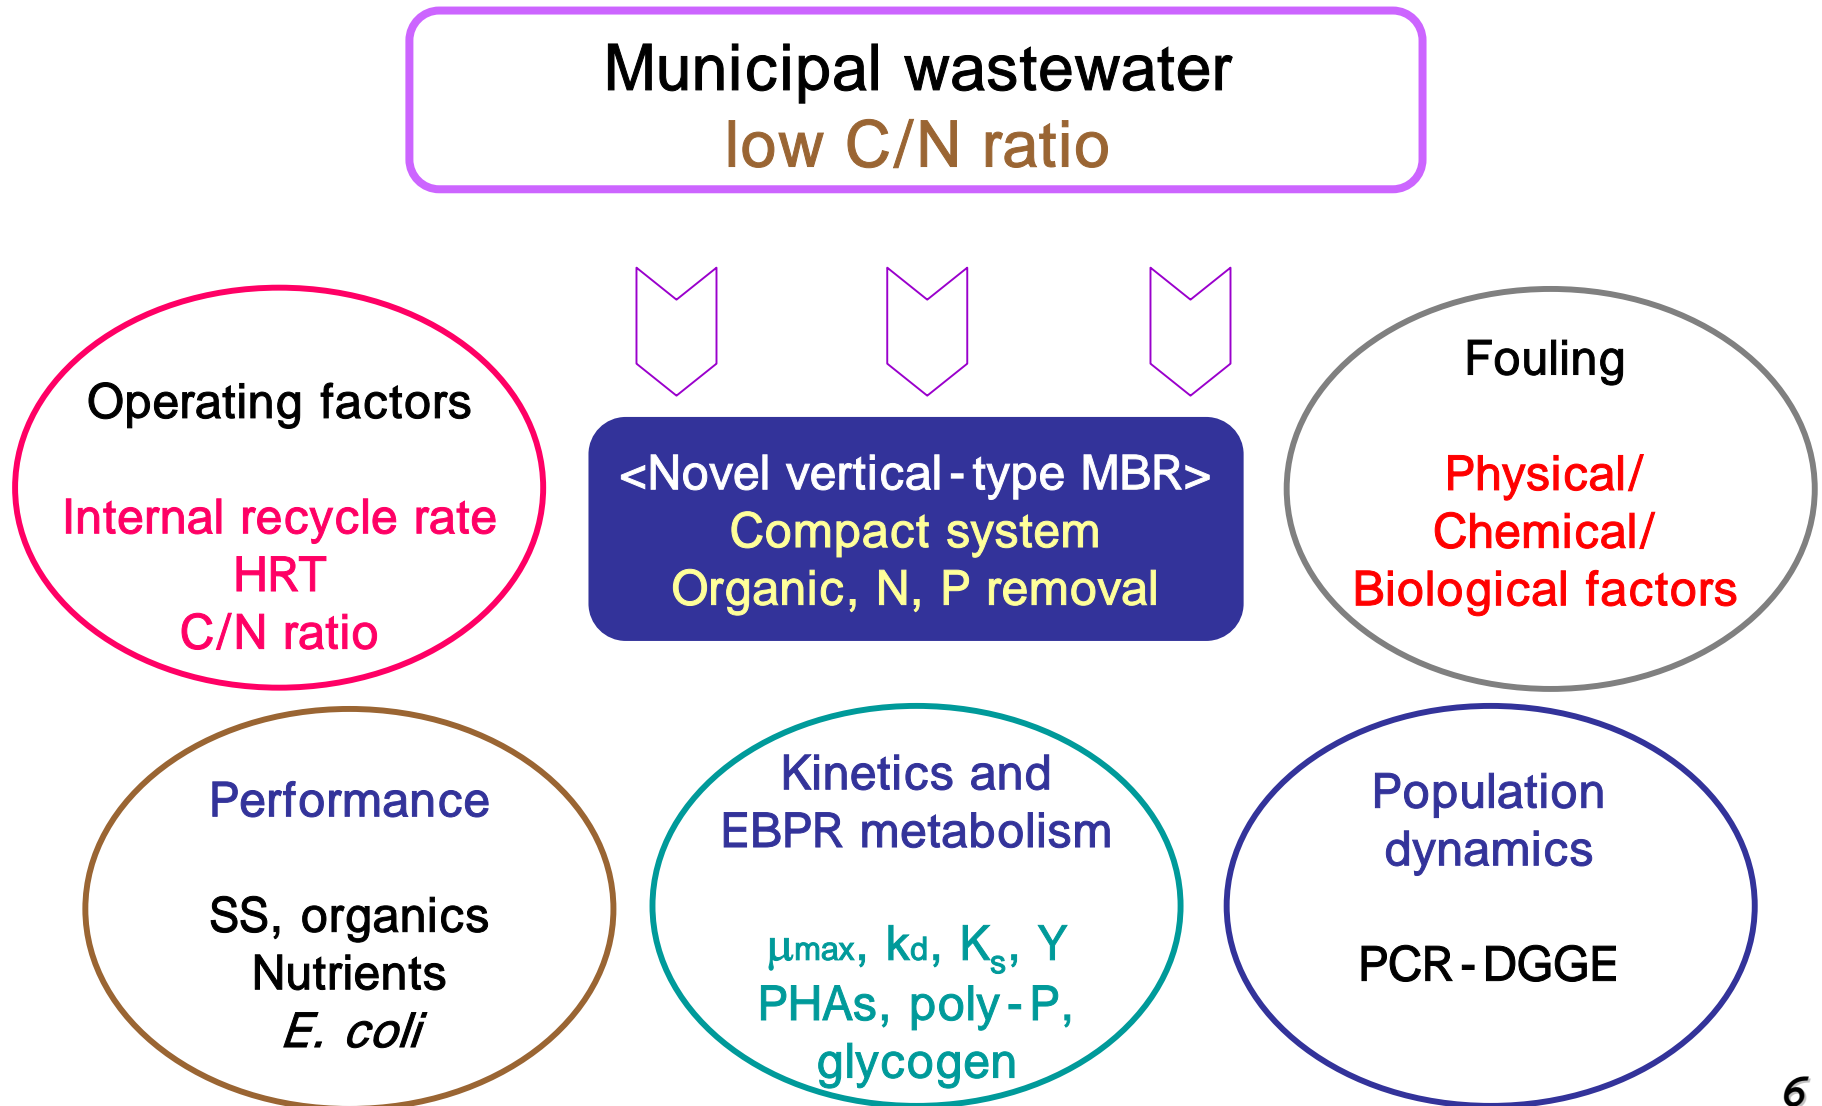 Municipal wastewater
low C/N ratio
Operating factors
Internal recycle rate
HRT
C/N ratio
<Novel vertical-type MBR>
Compact system
Organic, N, P removal
Fouling
Physical/
Chemical/
Biological factors
Performance
SS, organics
Nutrients
E. coli
Kinetics and
EBPR metabolism
μmax, kd, Ks, Y
PHAs, poly-P,
glycogen
Population
dynamics
PCR-DGGE
6